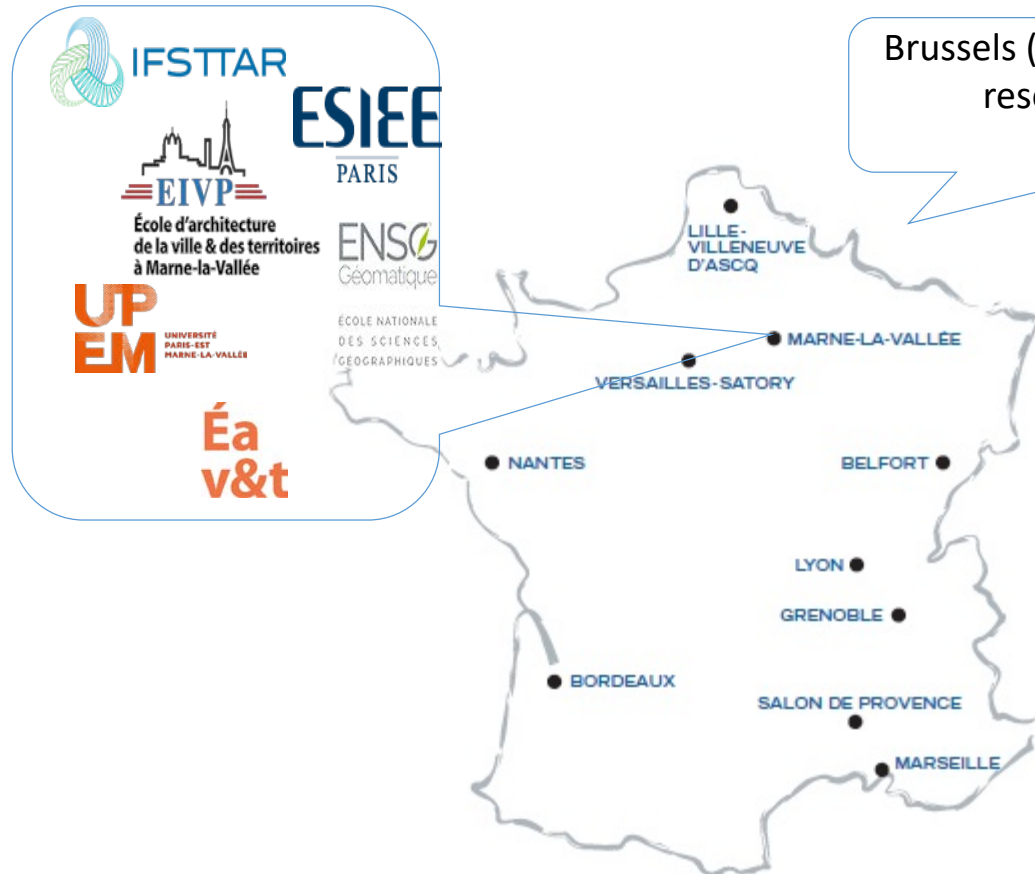 IFSTTAR
ESIEE
PARIS
EIVP
École d'architecture
de la ville & des territoires
à Marne-la-Vallée
ENSG
Géomatique
ÉCOLE NATIONALE
DES SCIENCES
GÉOGRAPHIQUES
UP
EM
UNIVERSITÉ
PARIS-EST
MARNE-LA-VALLÉE
Éa
v&t
Brussels (
LILLE-
VILLENEUVE
D'ASCQ
MARNE-LA-VALLÉE
VERSAILLES-SATORY
NANTES
BELFORT
LYON
GRENOBLE
BORDEAUX
SALON DE PROVENCE
MARSEILLE